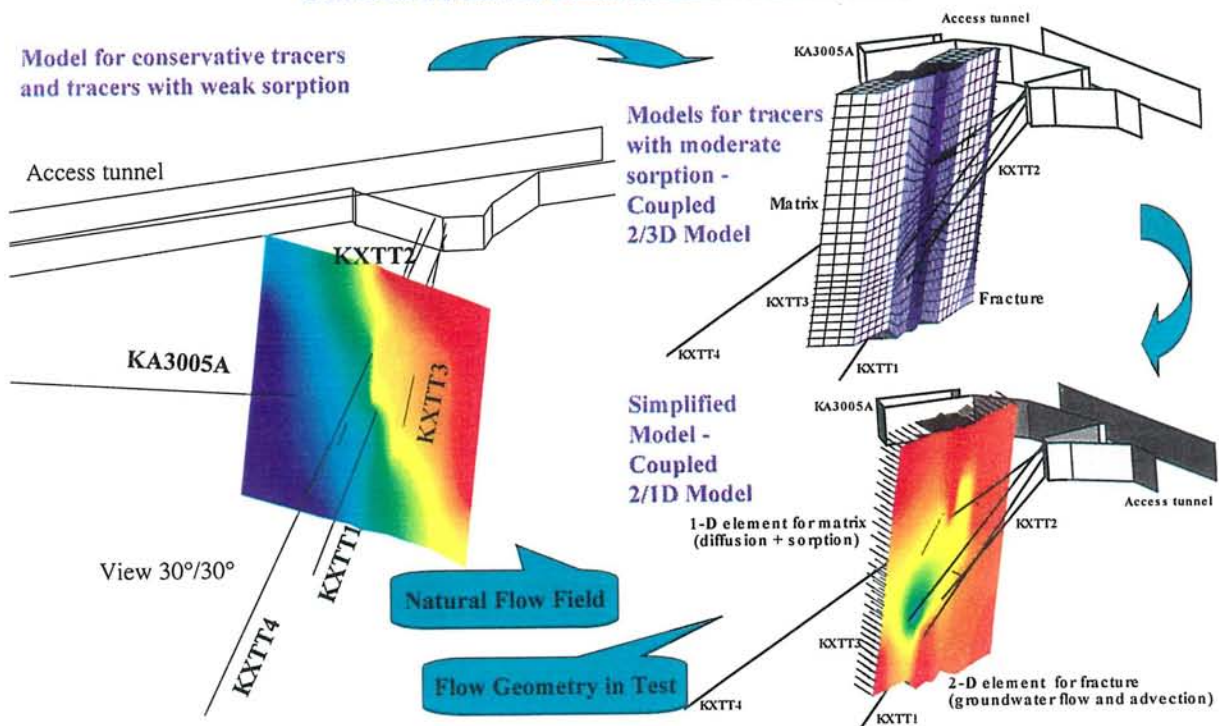 Model for conservative tracers
and tracers with weak sorption
Access tunnel
KXTT2
KA3005A
KXTT3
KXTT1
View 30°/30°
KXTT4
Natural Flow Field
Flow Geometry in Test
Access tunnel
KA3005A
Models for tracers
with moderate
sorption -
Coupled
2/3D Model
KXTT2
Matrix
KXTT3
Fracture
KXTT4
KXTT1
KA3005A
Simplified
Model -
Coupled
2/1D Model
Access tunnel
KXTT2
1-D element for matrix
(diffusion + sorption)
KXTT3
2-D element for fracture
(groundwater flow and advection)
KXTT4
KXTT1